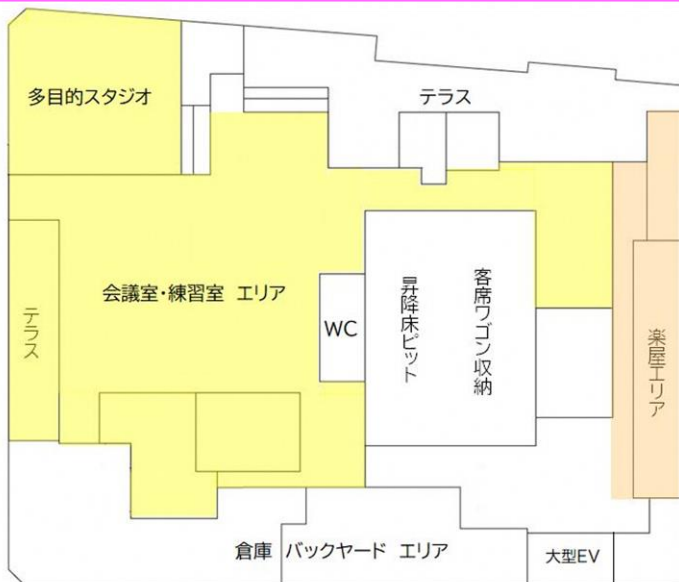 多目的スタジオ
テラス
会議室・練習室 エリア
テラス
WC
昇降床ピット
客席ワゴン収納
楽屋エリア
倉庫 バックヤード エリア
大型EV